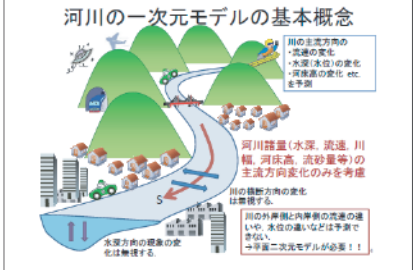 河川の一次元モデルの基本概念
川の主流方向の
・流速の変化
・水深(水位)の変化
・河床高の変化 etc.
を予測
河川諸量(水深、流速、川
幅、河床高、流砂量等)の
主流方向変化のみを考慮
S
川の横断方向の変化
は無視する.
川の外岸側と内岸側の流速の違
いや、水位の違いなどは予測で
きない.
→平面二次元モデルが必要!!
水深方向の現象の変
化は無視する.